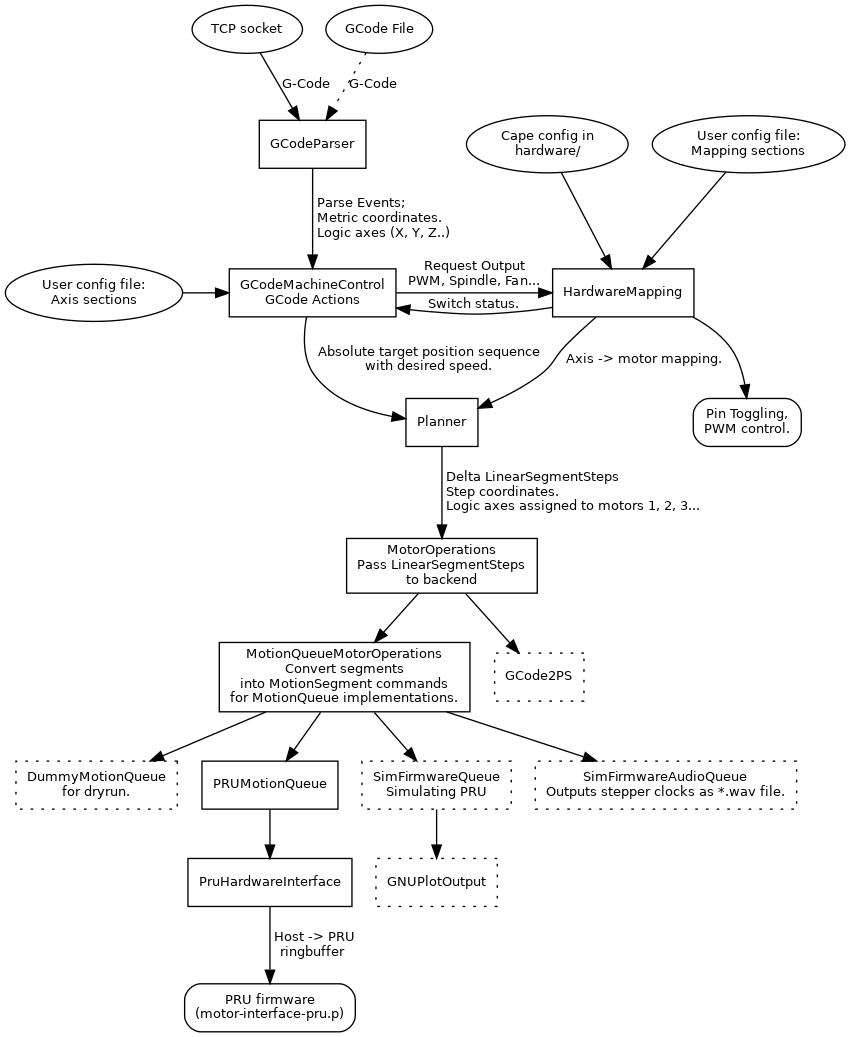 TCP socket
GCode File
G-Code
G-Code
GCodeParser
Cape config in
hardware/
User config file:
Mapping sections
Parse Events;
Metric coordinates.
Logic axes (X, Y, Z..)
User config file:
Axis sections
GCodeMachineControl
GCode Actions
Request Output
PWM, Spindle, Fan...
Switch status.
HardwareMapping
Absolute target position sequence
with desired speed.
Axis -> motor mapping.
Planner
Pin Toggling,
PWM control.
Delta LinearSegmentSteps
Step coordinates.
Logic axes assigned to motors 1, 2, 3...
MotorOperations
Pass LinearSegmentSteps
to backend
MotionQueueMotorOperations
Convert segments
into MotionSegment commands
for MotionQueue implementations.
GCode2PS
DummyMotionQueue
for dryrun.
PRUMotionQueue
SimFirmwareQueue
Simulating PRU
SimFirmwareAudioQueue
Outputs stepper clocks as *.wav file.
PruHardwareInterface
GNUPlotOutput
Host -> PRU
ringbuffer
PRU firmware
(motor-interface-pru.p)